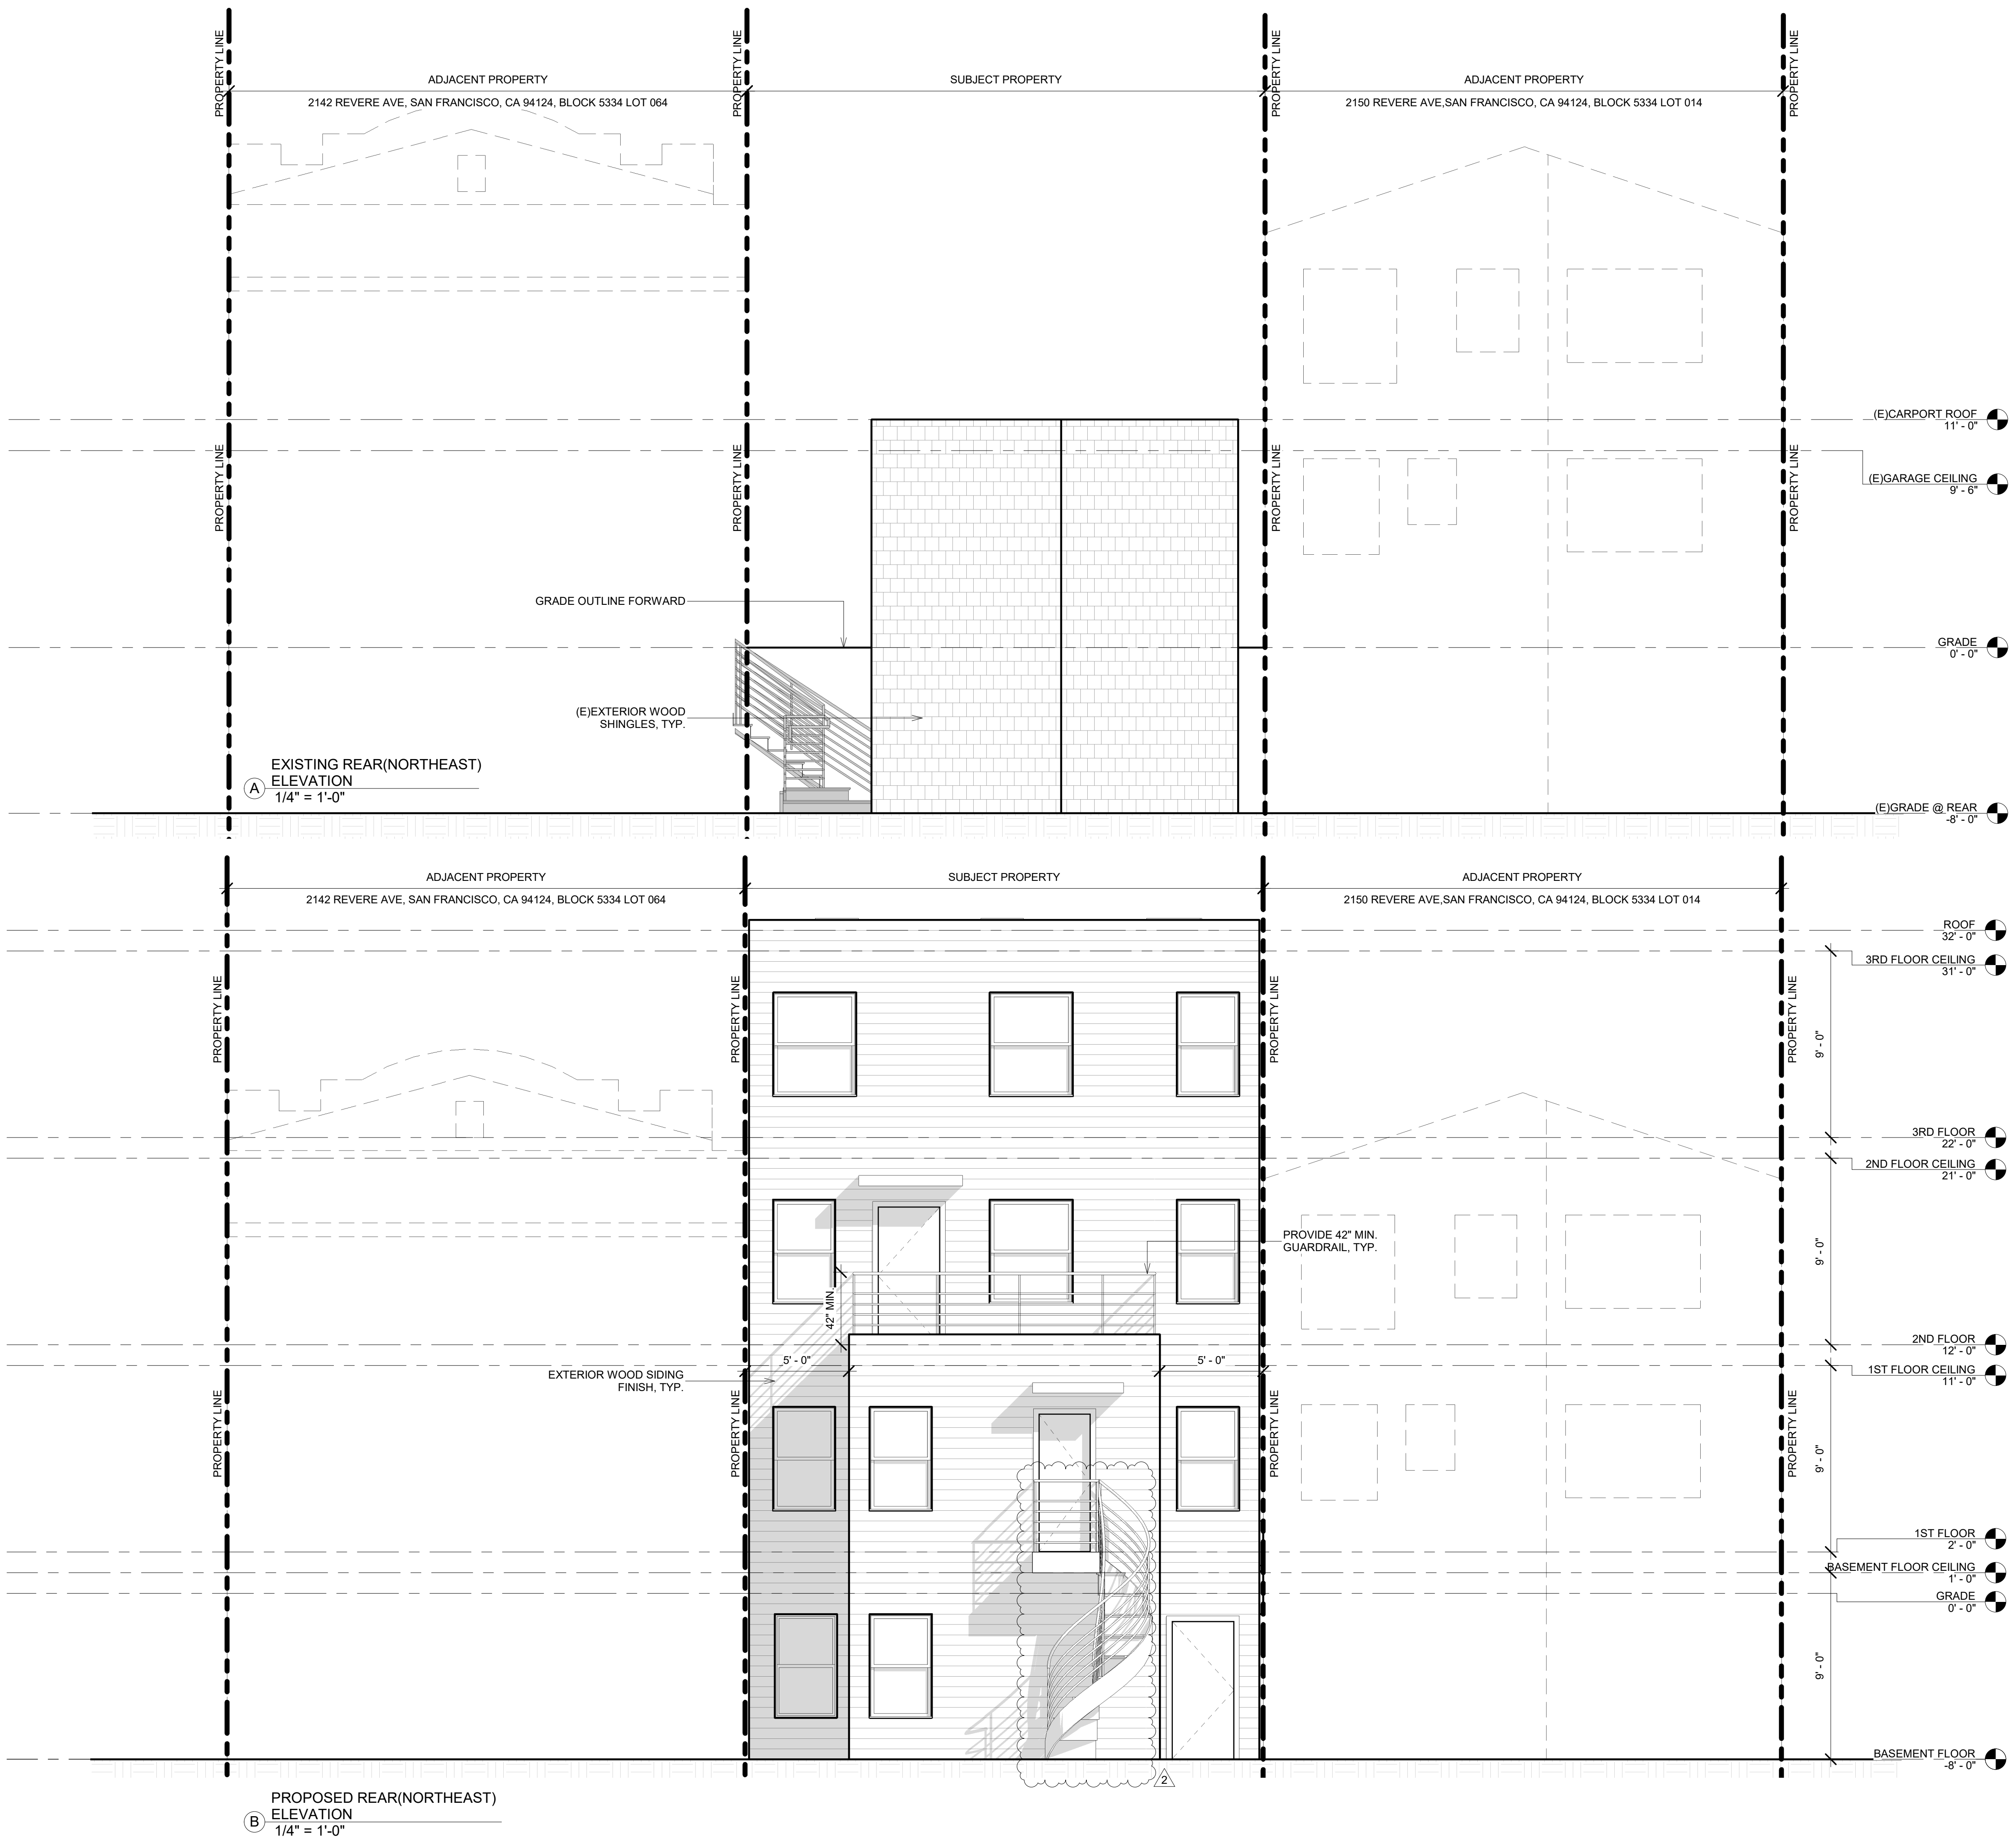 PROPERTY LINE
PROPERTY LINE
PROPERTY LINE
PROPERTY LINE
ADJACENT PROPERTY
SUBJECT PROPERTY
ADJACENT PROPERTY
2142 REVERE AVE, SAN FRANCISCO, CA 94124, BLOCK 5334 LOT 064
2150 REVERE AVE,SAN FRANCISCO, CA 94124, BLOCK 5334 LOT 014
(E)CARPORT ROOF
11' - 0"
PROPERTY LINE
PROPERTY LINE
PROPERTY LINE
PROPERTY LINE
(E)GARAGE CEILING
9' - 6"
GRADE OUTLINE FORWARD
GRADE
0' - 0"
(E)EXTERIOR WOOD
SHINGLES, TYP.
A
EXISTING REAR(NORTHEAST)
ELEVATION
1/4" = 1'-0"
(E)GRADE @ REAR
-8' - 0"
ADJACENT PROPERTY
SUBJECT PROPERTY
ADJACENT PROPERTY
2142 REVERE AVE, SAN FRANCISCO, CA 94124, BLOCK 5334 LOT 064
2150 REVERE AVE,SAN FRANCISCO, CA 94124, BLOCK 5334 LOT 014
ROOF
32' - 0"
3RD FLOOR CEILING
31' - 0"
PROPERTY LINE
PROPERTY LINE
PROPERTY LINE
PROPERTY LINE
9' - 0"
3RD FLOOR
22' - 0"
2ND FLOOR CEILING
21' - 0"
PROVIDE 42" MIN.
GUARDRAIL, TYP.
9' - 0"
42" MIN.
2ND FLOOR
12' - 0"
5' - 0"
5' - 0"
EXTERIOR WOOD SIDING
FINISH, TYP.
1ST FLOOR CEILING
11' - 0"
PROPERTY LINE
PROPERTY LINE
PROPERTY LINE
PROPERTY LINE
9' - 0"
1ST FLOOR
2' - 0"
BASEMENT FLOOR CEILING
1' - 0"
GRADE
0' - 0"
9' - 0"
BASEMENT FLOOR
-8' - 0"
2
B
PROPOSED REAR(NORTHEAST)
ELEVATION
1/4" = 1'-0"